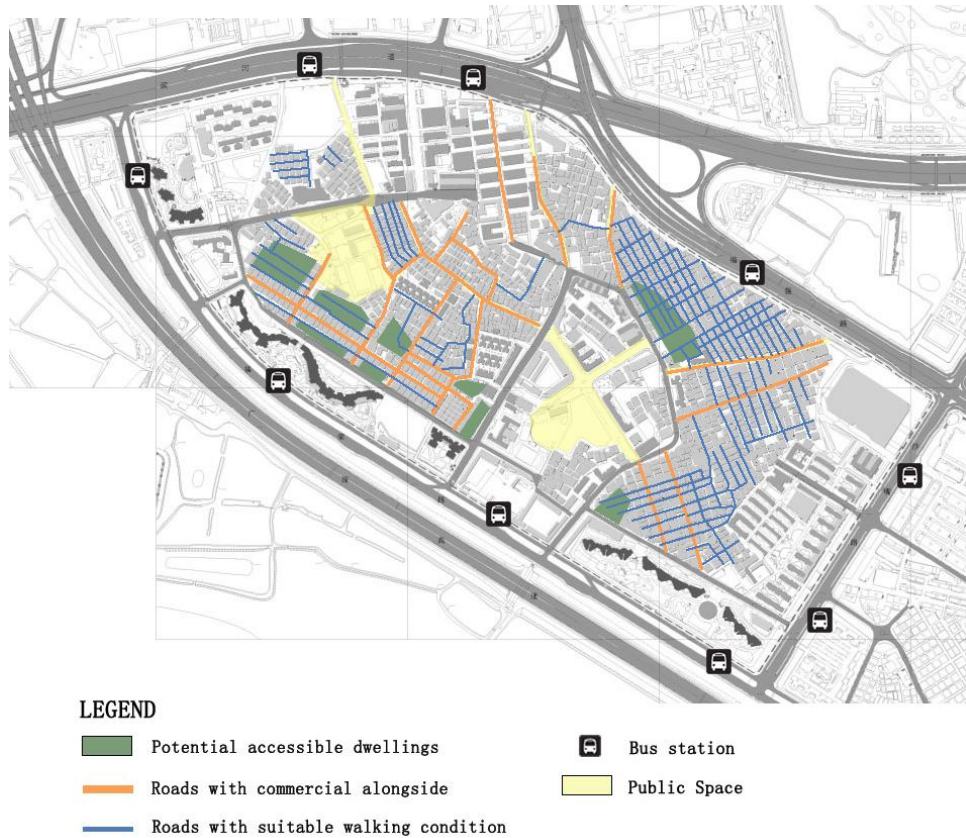 LEGEND
Potential accessible dwellings
Bus station
Roads with commercial alongside
Public Space
Roads with suitable walking condition